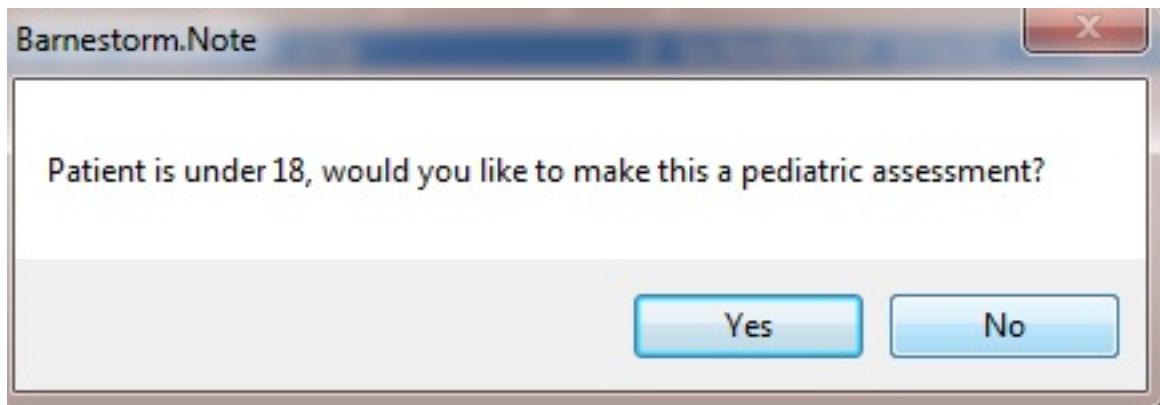 Barnestorm.Note
Patient is under 18, would you like to make this a pediatric assessment?
Yes No